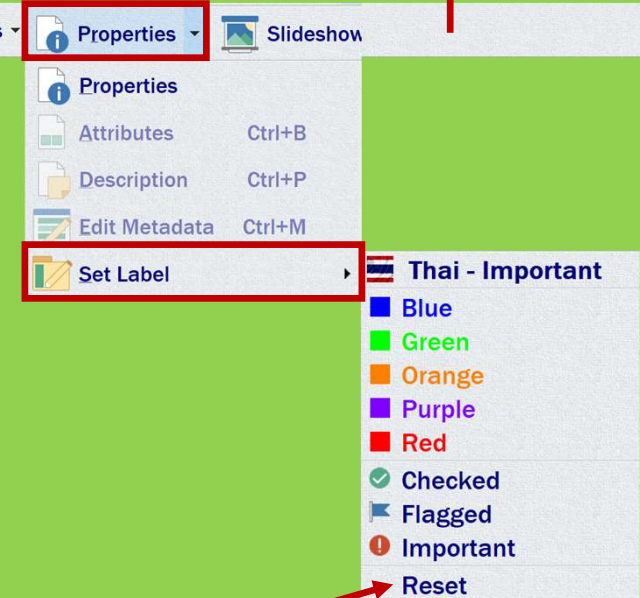 Properties Slideshow
Properties
Attributes Ctrl+B
Description Ctrl+P
Edit Metadata Ctrl+M
Set Label
Thai - Important
Blue
Green
Orange
Purple
Red
Checked
Flagged
Important
Reset